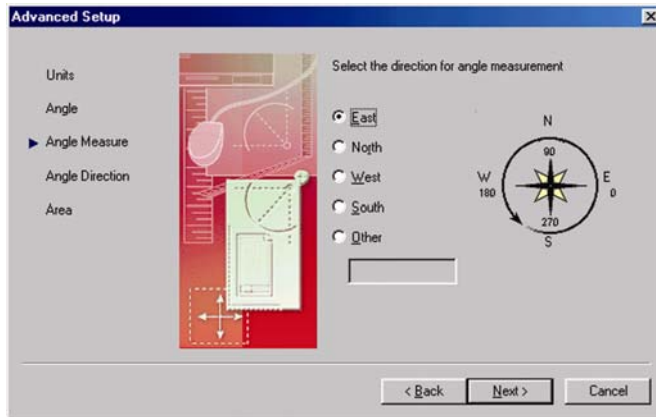 Advanced Setup
Units
Angle
Angle Measure
Angle Direction
Area
Select the direction for angle measurement
East
North
West
South
Other
N
90
W
E
180
0
270
S
< Back
Next >
Cancel